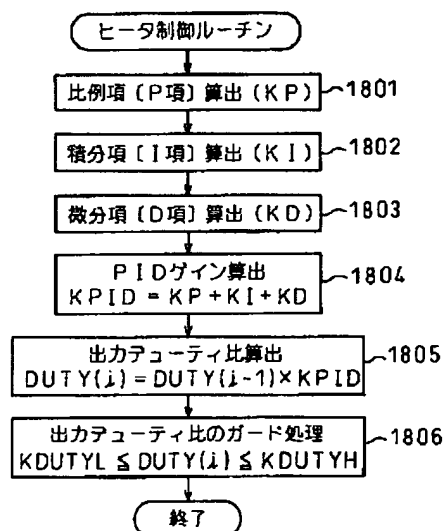 ヒータ制御ルーチン
比例項〔P項〕算出(KP)
1801
積分項〔I項〕算出(KI)
1802
微分項〔D項〕算出(KD)
1803
PIDゲイン算出
KPID = KP+KI+KD
1804
出力デューティ比算出
DUTY(i)=DUTY(i-1)×KPID
1805
出力デューティ比のガード処理
KDUTYL≦DUTY(i)≦KDUTYH
1806
終了